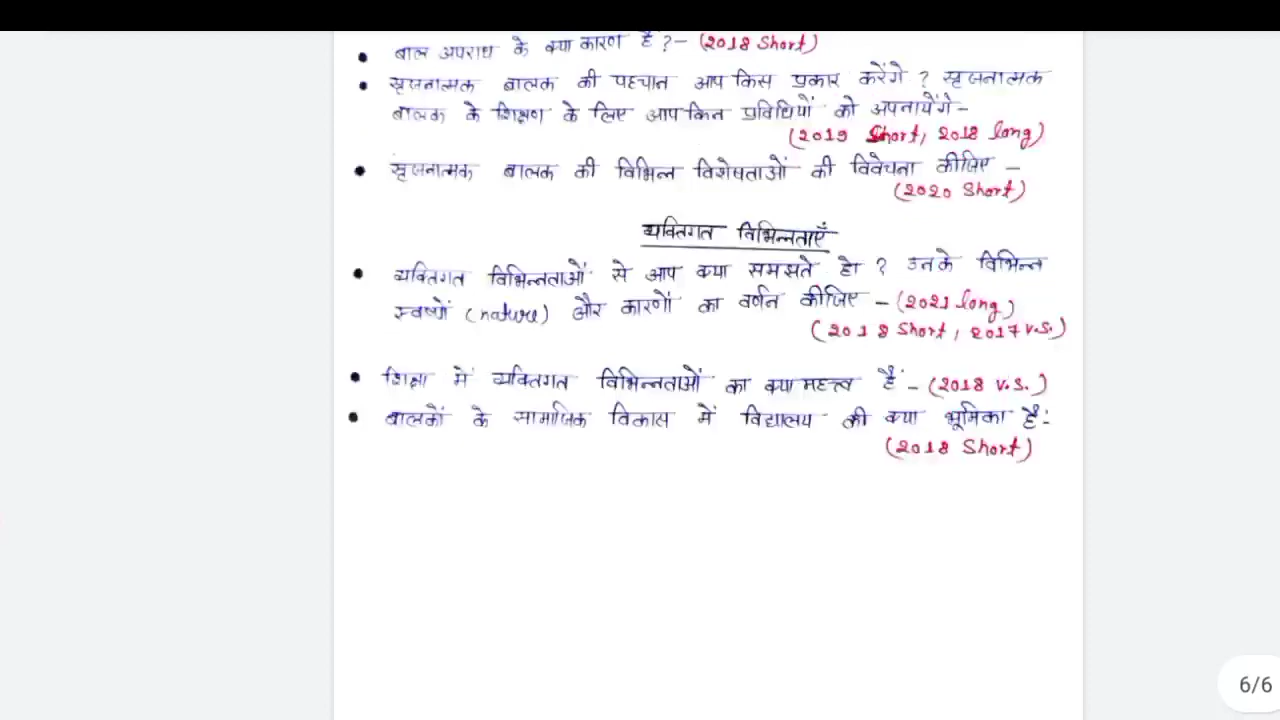 • बाल अपराध के क्या कारण है?- (2018 Short)
• सृजनात्मक बालक की पहचान आप किस प्रकार करेंगे ? सृजनात्मक
बालक के शिक्षण के लिए आप किन प्रविधियों को अपनायेंगे-
(2019 Short, 2018 long)
• सृजनात्मक बालक की विभिन्न विशेषताओं की विवेचना कीजिए -
(2020 Short)
व्यक्तिगत विभिन्नताएँ
• व्यक्तिगत विभिन्नताओं से आप क्या समझते हो ? उनके विभिन्न
स्वरूपों (nature) और कारणों का वर्णन कीजिए - (2021 long)
(2018 Short, 2017 v.s.)
• शिक्षा में व्यक्तिगत विभिन्नताओं का क्या महत्त्व हैं- (2018 v.s.)
• बालकों के सामाजिक विकास में विद्यालय की क्या भूमिका हैं-
(2018 Short)
6/6